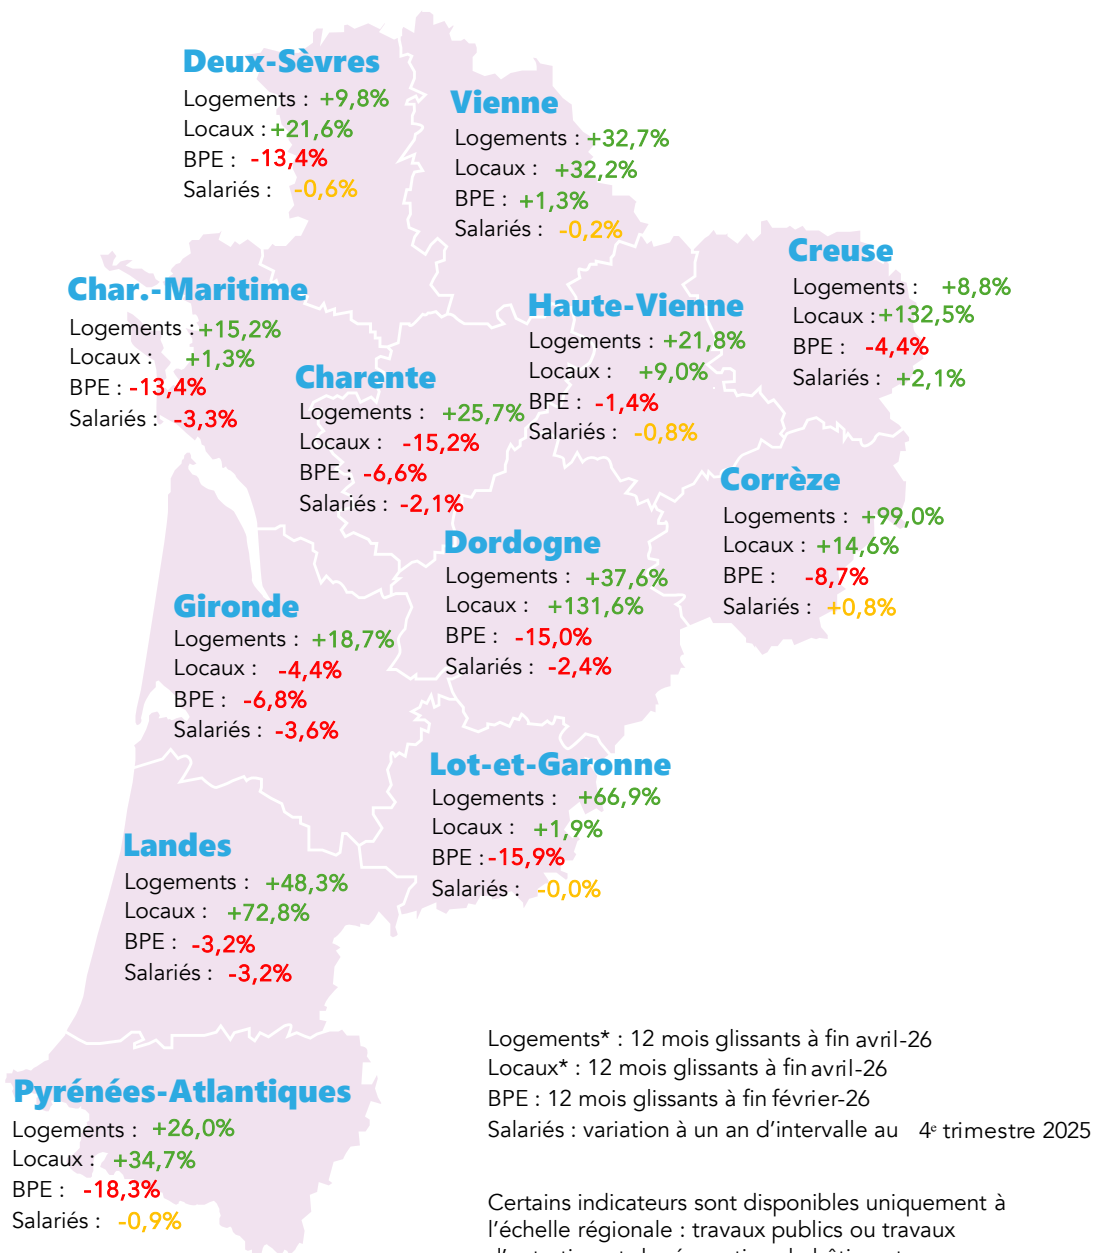 Deux-Sèvres
Logements : +9,8%
Locaux : +21,6%
BPE : -13,4%
Salariés : -0,6%
Vienne
Logements : +32,7%
Locaux : +32,2%
BPE : +1,3%
Salariés : -0,2%
Creuse
Logements : +8,8%
Locaux : +132,5%
BPE : -4,4%
Salariés : +2,1%
Char.-Maritime
Logements : +15,2%
Locaux : +1,3%
BPE : -13,4%
Salariés : -3,3%
Haute-Vienne
Logements : +21,8%
Locaux : +9,0%
BPE : -1,4%
Salariés : -0,8%
Charente
Logements : +25,7%
Locaux : -15,2%
BPE : -6,6%
Salariés : -2,1%
Corrèze
Logements : +99,0%
Locaux : +14,6%
BPE : -8,7%
Salariés : +0,8%
Dordogne
Logements : +37,6%
Locaux : +131,6%
BPE : -15,0%
Salariés : -2,4%
Gironde
Logements : +18,7%
Locaux : -4,4%
BPE : -6,8%
Salariés : -3,6%
Lot-et-Garonne
Logements : +66,9%
Locaux : +1,9%
BPE : -15,9%
Salariés : -0,0%
Landes
Logements : +48,3%
Locaux : +72,8%
BPE : -3,2%
Salariés : -3,2%
Pyrénées-Atlantiques
Logements : +26,0%
Locaux : +34,7%
BPE : -18,3%
Salariés : -0,9%
Logements* : 12 mois glissants à fin avril-26
Locaux* : 12 mois glissants à fin avril-26
BPE : 12 mois glissants à fin février-26
Salariés : variation à un an d'intervalle au 4e trimestre 2025
Certains indicateurs sont disponibles uniquement à
l'échelle régionale : travaux publics ou travaux